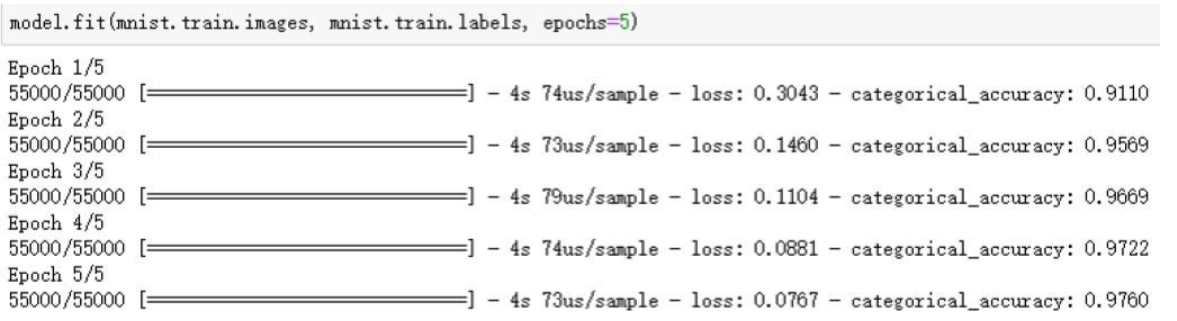 model.fit(mnist.train.images, mnist.train.labels, epochs=5)
Epoch 1/5
55000/55000 [==============================] - 4s 74us/sample - loss: 0.3043 - categorical_accuracy: 0.9110
Epoch 2/5
55000/55000 [==============================] - 4s 73us/sample - loss: 0.1460 - categorical_accuracy: 0.9569
Epoch 3/5
55000/55000 [==============================] - 4s 79us/sample - loss: 0.1104 - categorical_accuracy: 0.9669
Epoch 4/5
55000/55000 [==============================] - 4s 74us/sample - loss: 0.0881 - categorical_accuracy: 0.9722
Epoch 5/5
55000/55000 [==============================] - 4s 73us/sample - loss: 0.0767 - categorical_accuracy: 0.9760